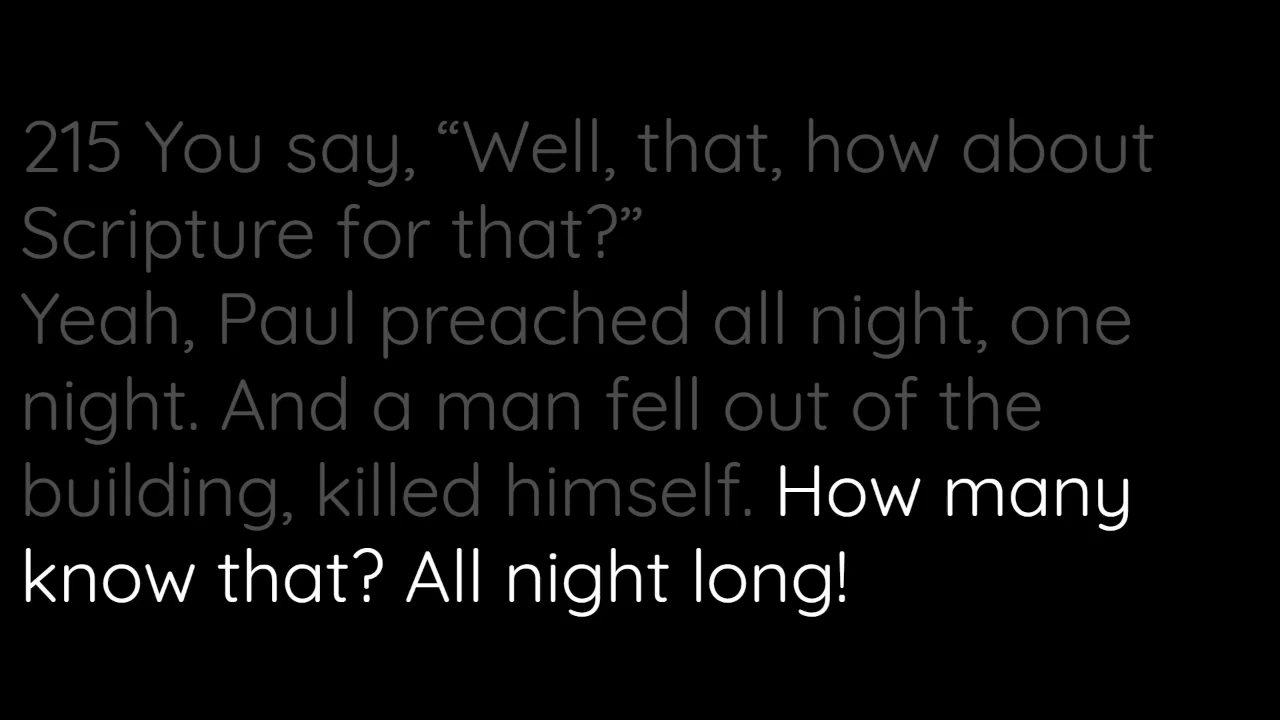 215 You say, “Well, that, how about
Scripture for that?”
Yeah, Paul preached all night, one
night. And a man fell out of the
building, killed himself. How many
know that? All night long!